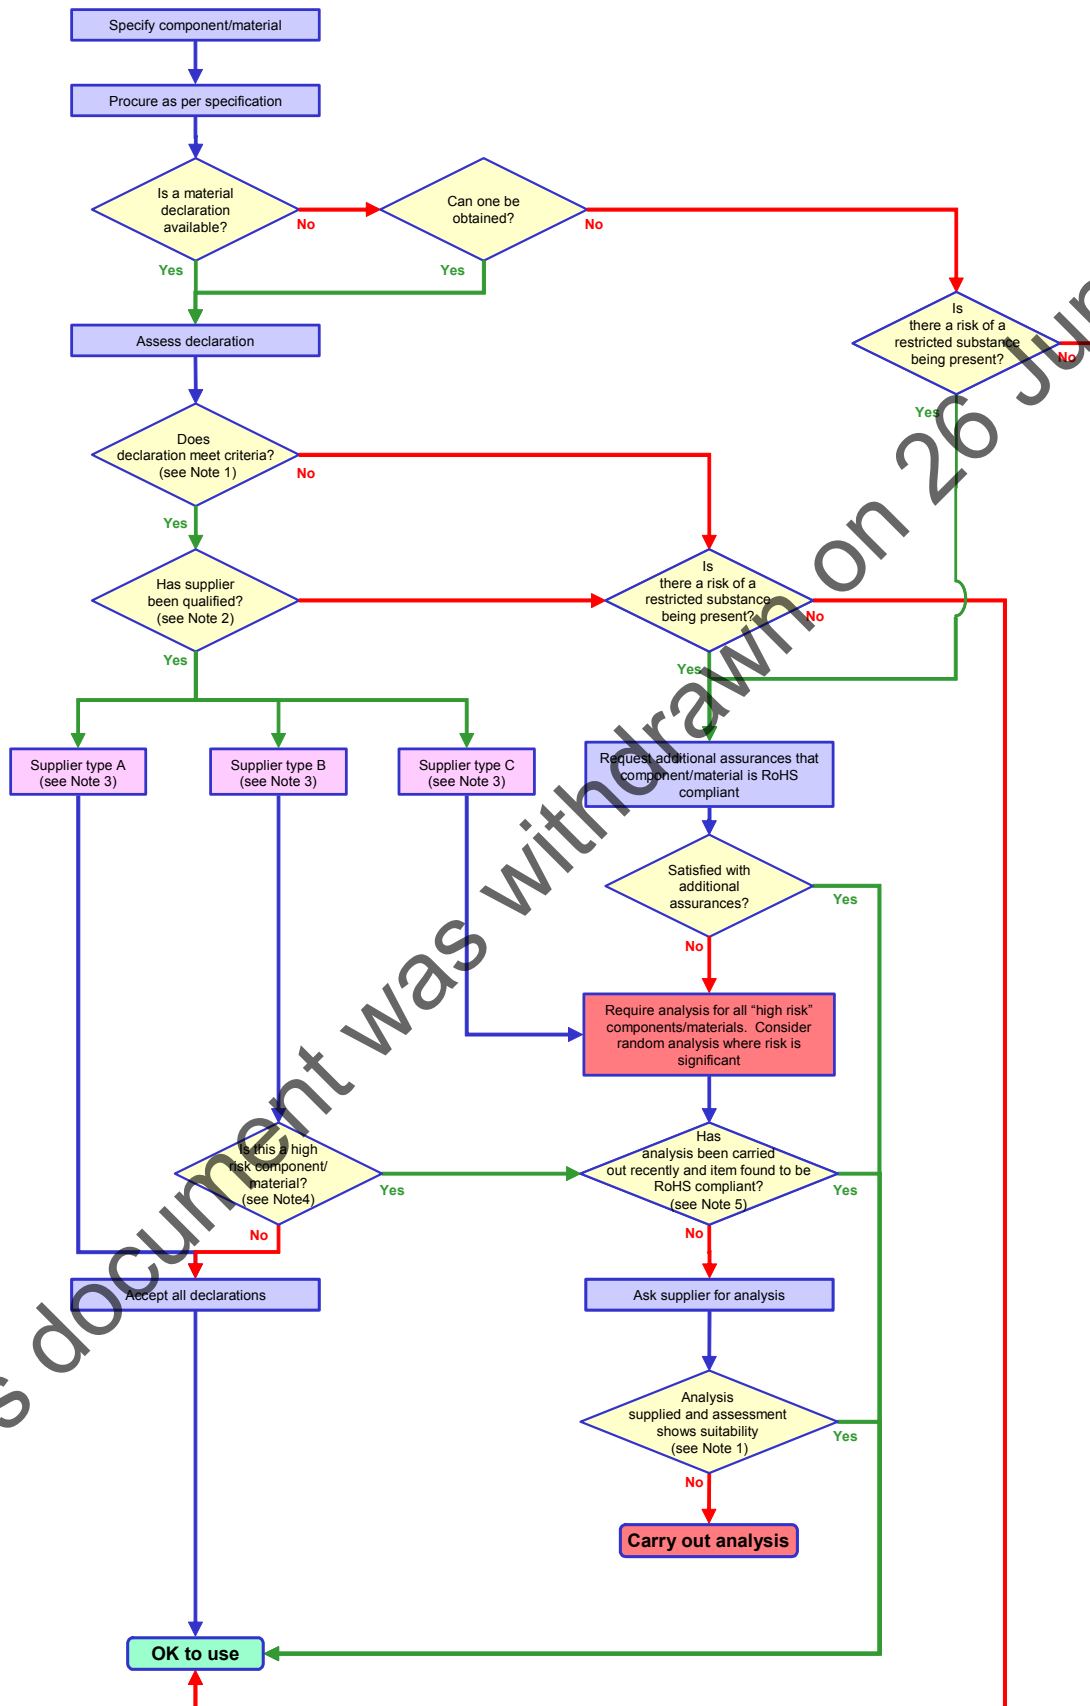 Specify component/material
Procure as per specification
Is a material
declaration
available?
No
Yes
Can one be
obtained?
No
Yes
Is
there a risk of a
restricted substance
being present?
No
Yes
Assess declaration
Does
declaration meet criteria?
(see Note 1)
No
Yes
Has supplier
been qualified?
(see Note 2)
Yes
Is
there a risk of a
restricted substance
being present?
No
Yes
Supplier type A
(see Note 3)
Supplier type B
(see Note 3)
Supplier type C
(see Note 3)
Request additional assurances that
component/material is RoHS
compliant
Satisfied with
additional
assurances?
Yes
No
Require analysis for all “high risk”
components/materials. Consider
random analysis where risk is
significant
Is this a high
risk component/
material?
(see Note4)
Yes
No
Has
analysis been carried
out recently and item found to be
RoHS compliant?
(see Note 5)
Yes
No
Accept all declarations
Ask supplier for analysis
Analysis
supplied and assessment
shows suitability
(see Note 1)
Yes
No
Carry out analysis
OK to use
document was withdrawn on 26